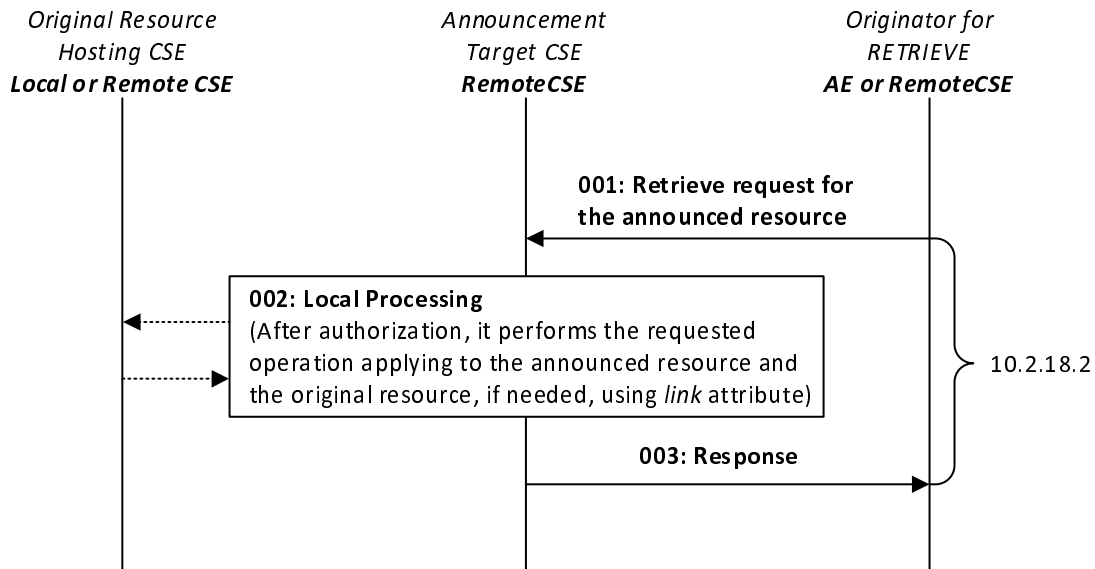 Original Resource
Hosting CSE
Local or Remote CSE
Announcement
Target CSE
RemoteCSE
Originator for
RETRIEVE
AE or RemoteCSE
001: Retrieve request for
the announced resource
002: Local Processing
(After authorization, it performs the requested
operation applying to the announced resource and
the original resource, if needed, using link attribute)
10.2.18.2
003: Response